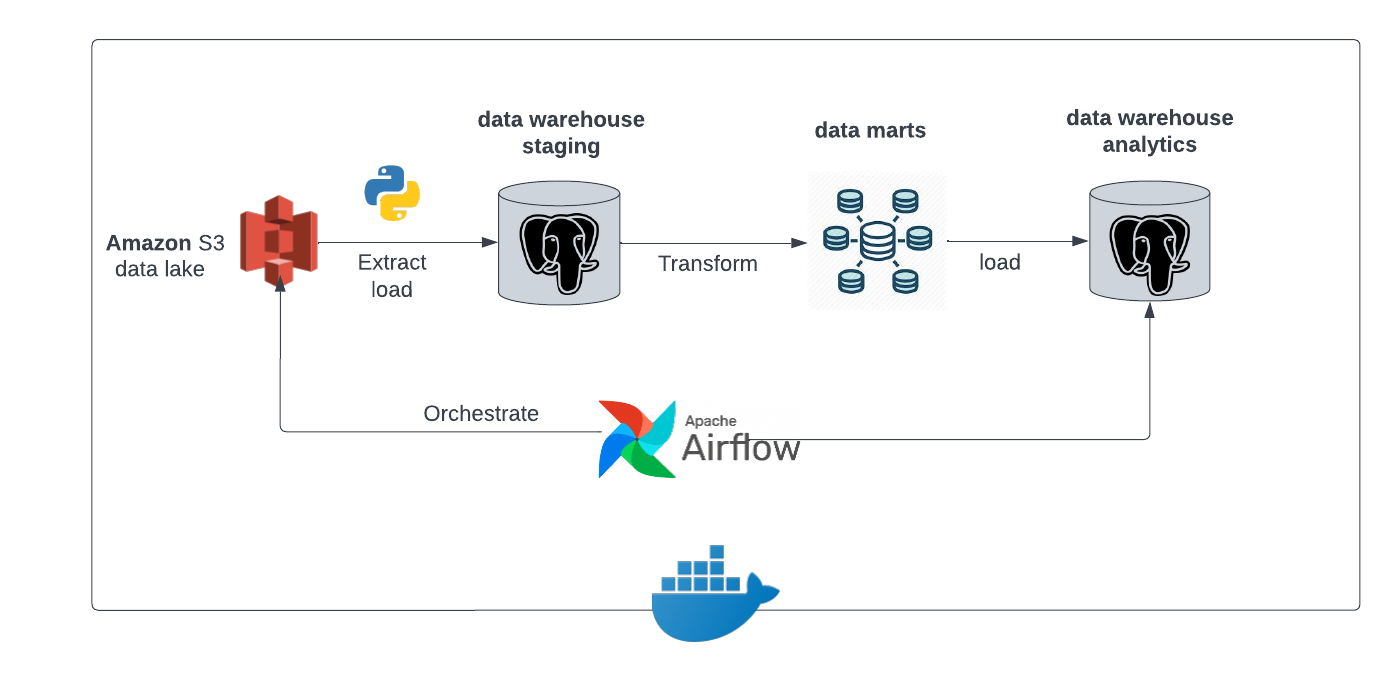 data warehouse
staging
data marts
data warehouse
analytics
Amazon S3
data lake
Extract
load
Transform
load
Orchestrate
Apache
Airflow